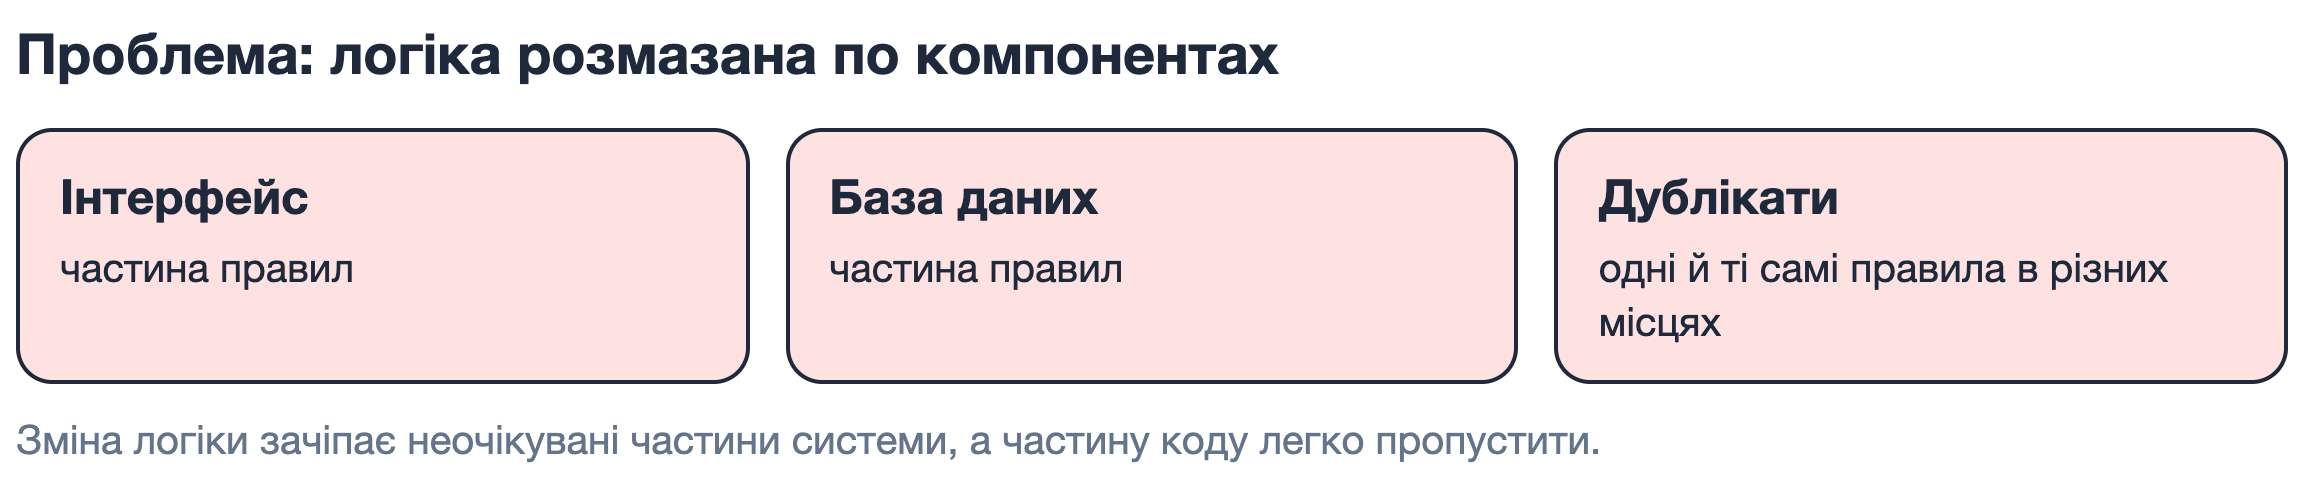 Проблема: логіка розмазана по компонентах
Інтерфейс
частина правил
База даних
частина правил
Дублікати
одні й ті самі правила в різних
місцях
Зміна логіки зачіпає неочікувані частини системи, а частину коду легко пропустити.